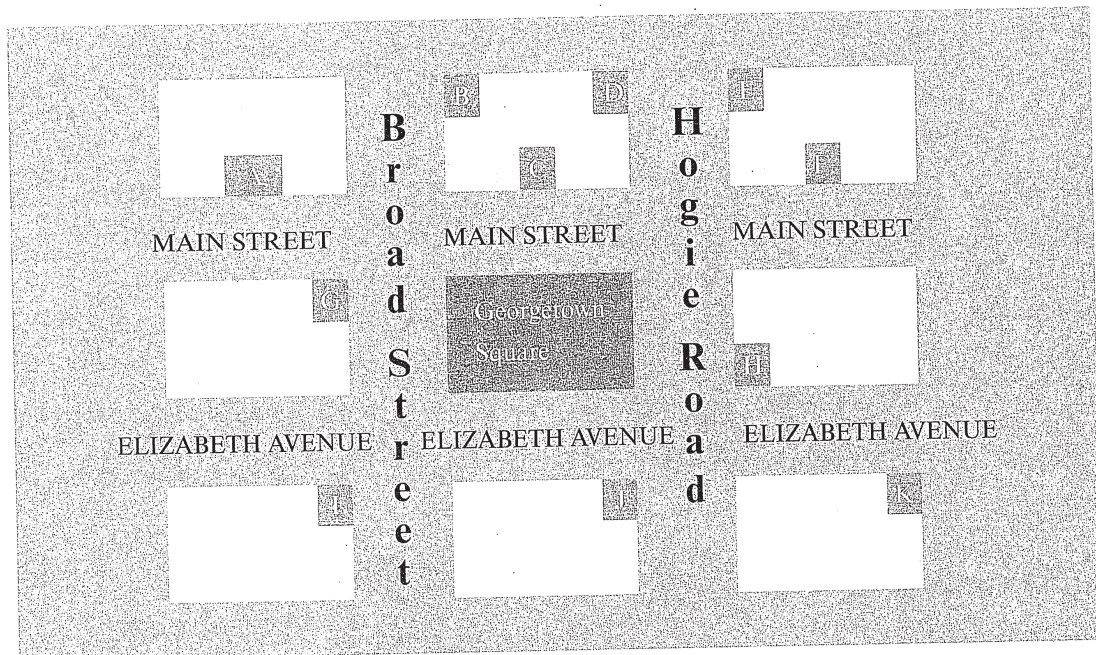 B
D
E
A
C
F
Broad Street
Hogie Road
MAIN STREET
MAIN STREET
MAIN STREET
G
Georgetown
Square
H
ELIZABETH AVENUE
ELIZABETH AVENUE
ELIZABETH AVENUE
I
J
K